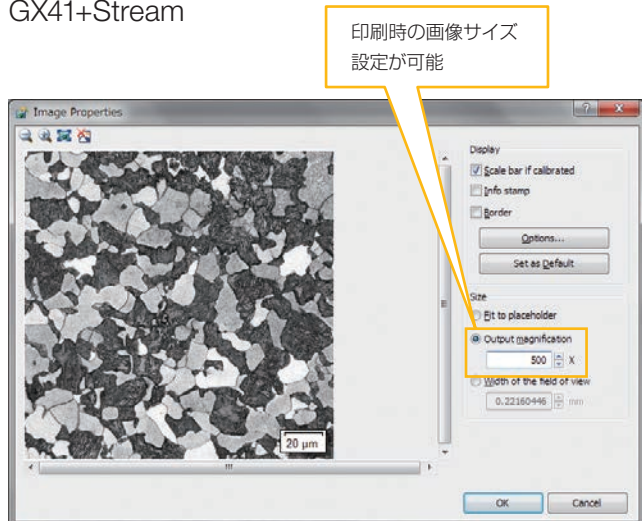 GX41+Stream
印刷時の画像サイズ
設定が可能
Image Properties
Display
Scale bar if calibrated
Info stamp
Border
Options...
Set as Default
Size
Fit to placeholder
Output magnification
500 X
Width of the field of view
0.22160446 mm
20 µm
OK
Cancel